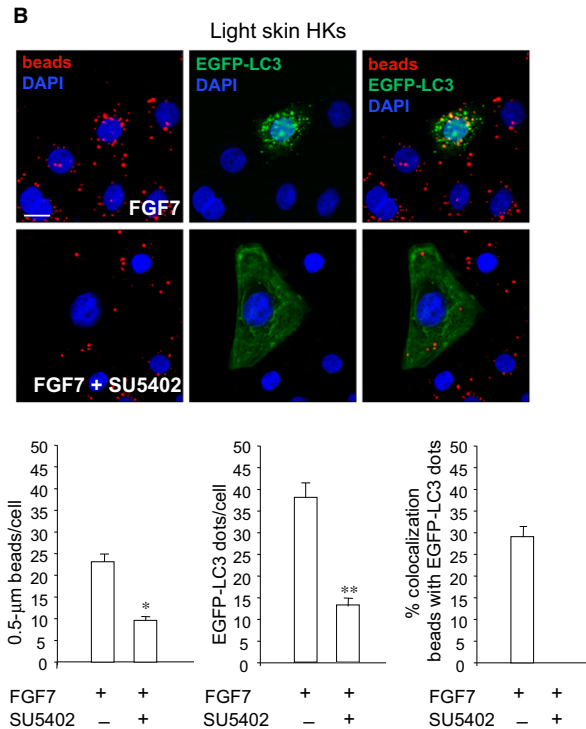 B
Light skin HKs
beads
DAPI
FGF7
EGFP-LC3
DAPI
beads
EGFP-LC3
DAPI
FGF7 + SU5402
0.5-µm beads/cell
50
45
40
35
30
25
20
15
10
5
0
*
FGF7 + +
SU5402 – +
EGFP-LC3 dots/cell
50
45
40
35
30
25
20
15
10
5
0
**
FGF7 + +
SU5402 – +
% colocalization
beads with EGFP-LC3 dots
50
45
40
35
30
25
20
15
10
5
0
FGF7 + +
SU5402 – +